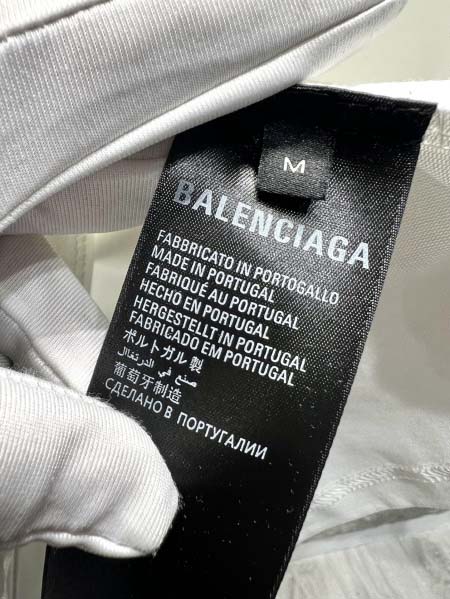 M
BALENCIAGA
FABBRICATO IN PORTOGALLO
MADE IN PORTUGAL
FABRIQUÉ AU PORTUGAL
HECHO EN PORTUGAL
HERGESTELLT IN PORTUGAL
FABRICADO EM PORTUGAL
ポルトガル製
صنع في البرتغال
葡萄牙制造
СДЕЛАНО В ПОРТУГАЛИИ